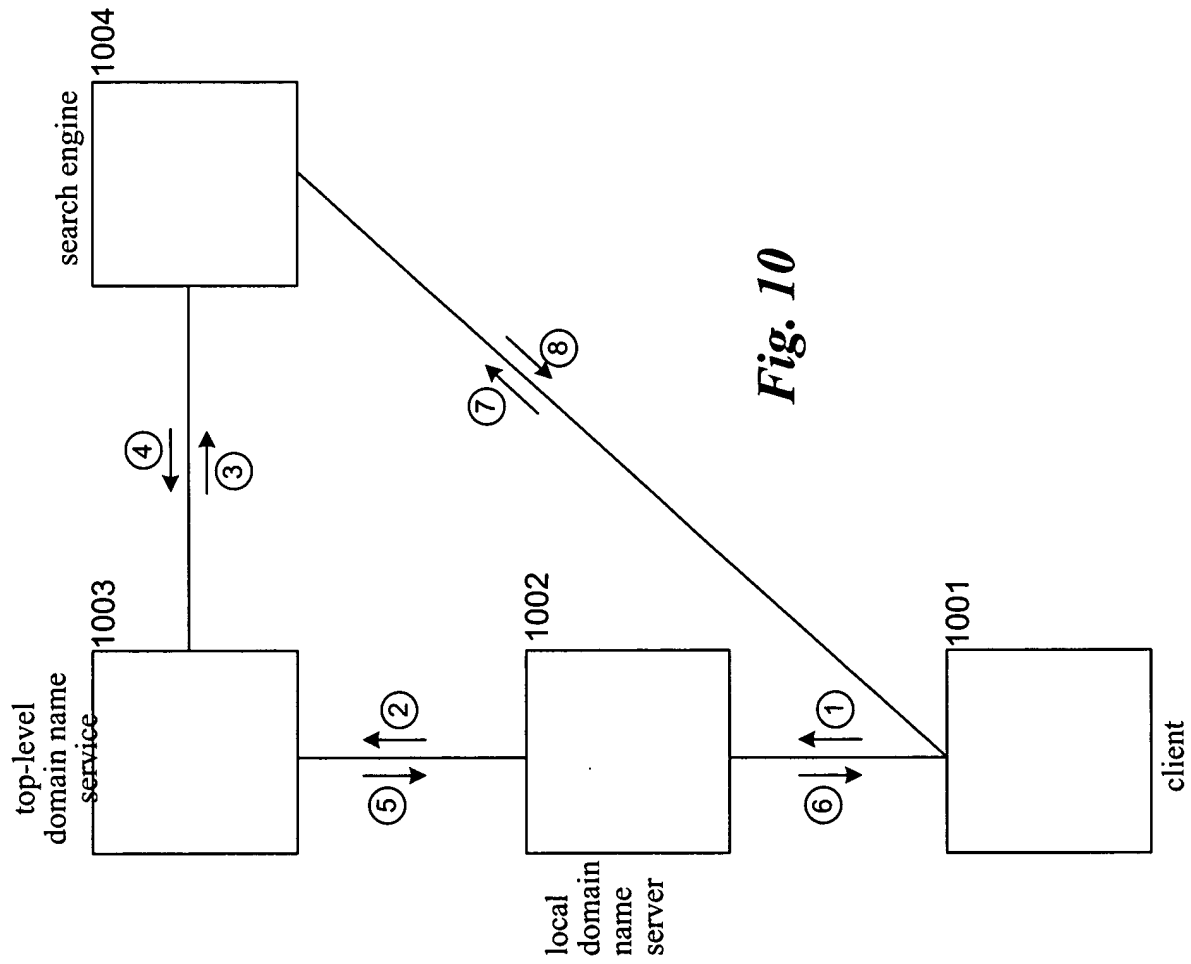 top-level
domain name
service
1003
search engine
1004
4
3
2
5
7
8
local
domain
name
server
1002
1
6
1001
client
Fig. 10